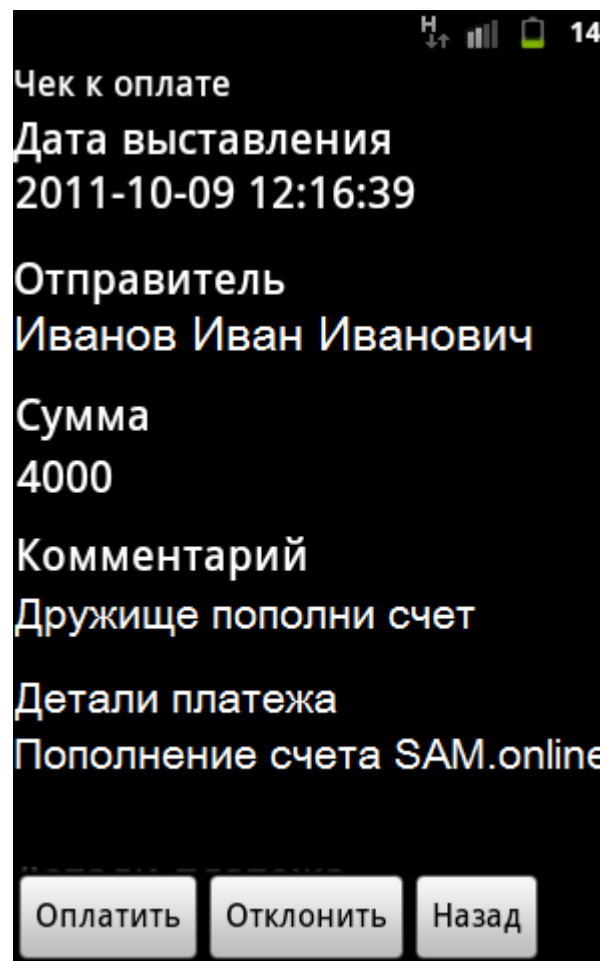 H 14
Чек к оплате
Дата выставления
2011-10-09 12:16:39
Отправитель
Иванов Иван Иванович
Сумма
4000
Комментарий
Дружище пополни счет
Детали платежа
Пополнение счета SAM.online
Оплатить Отклонить Назад